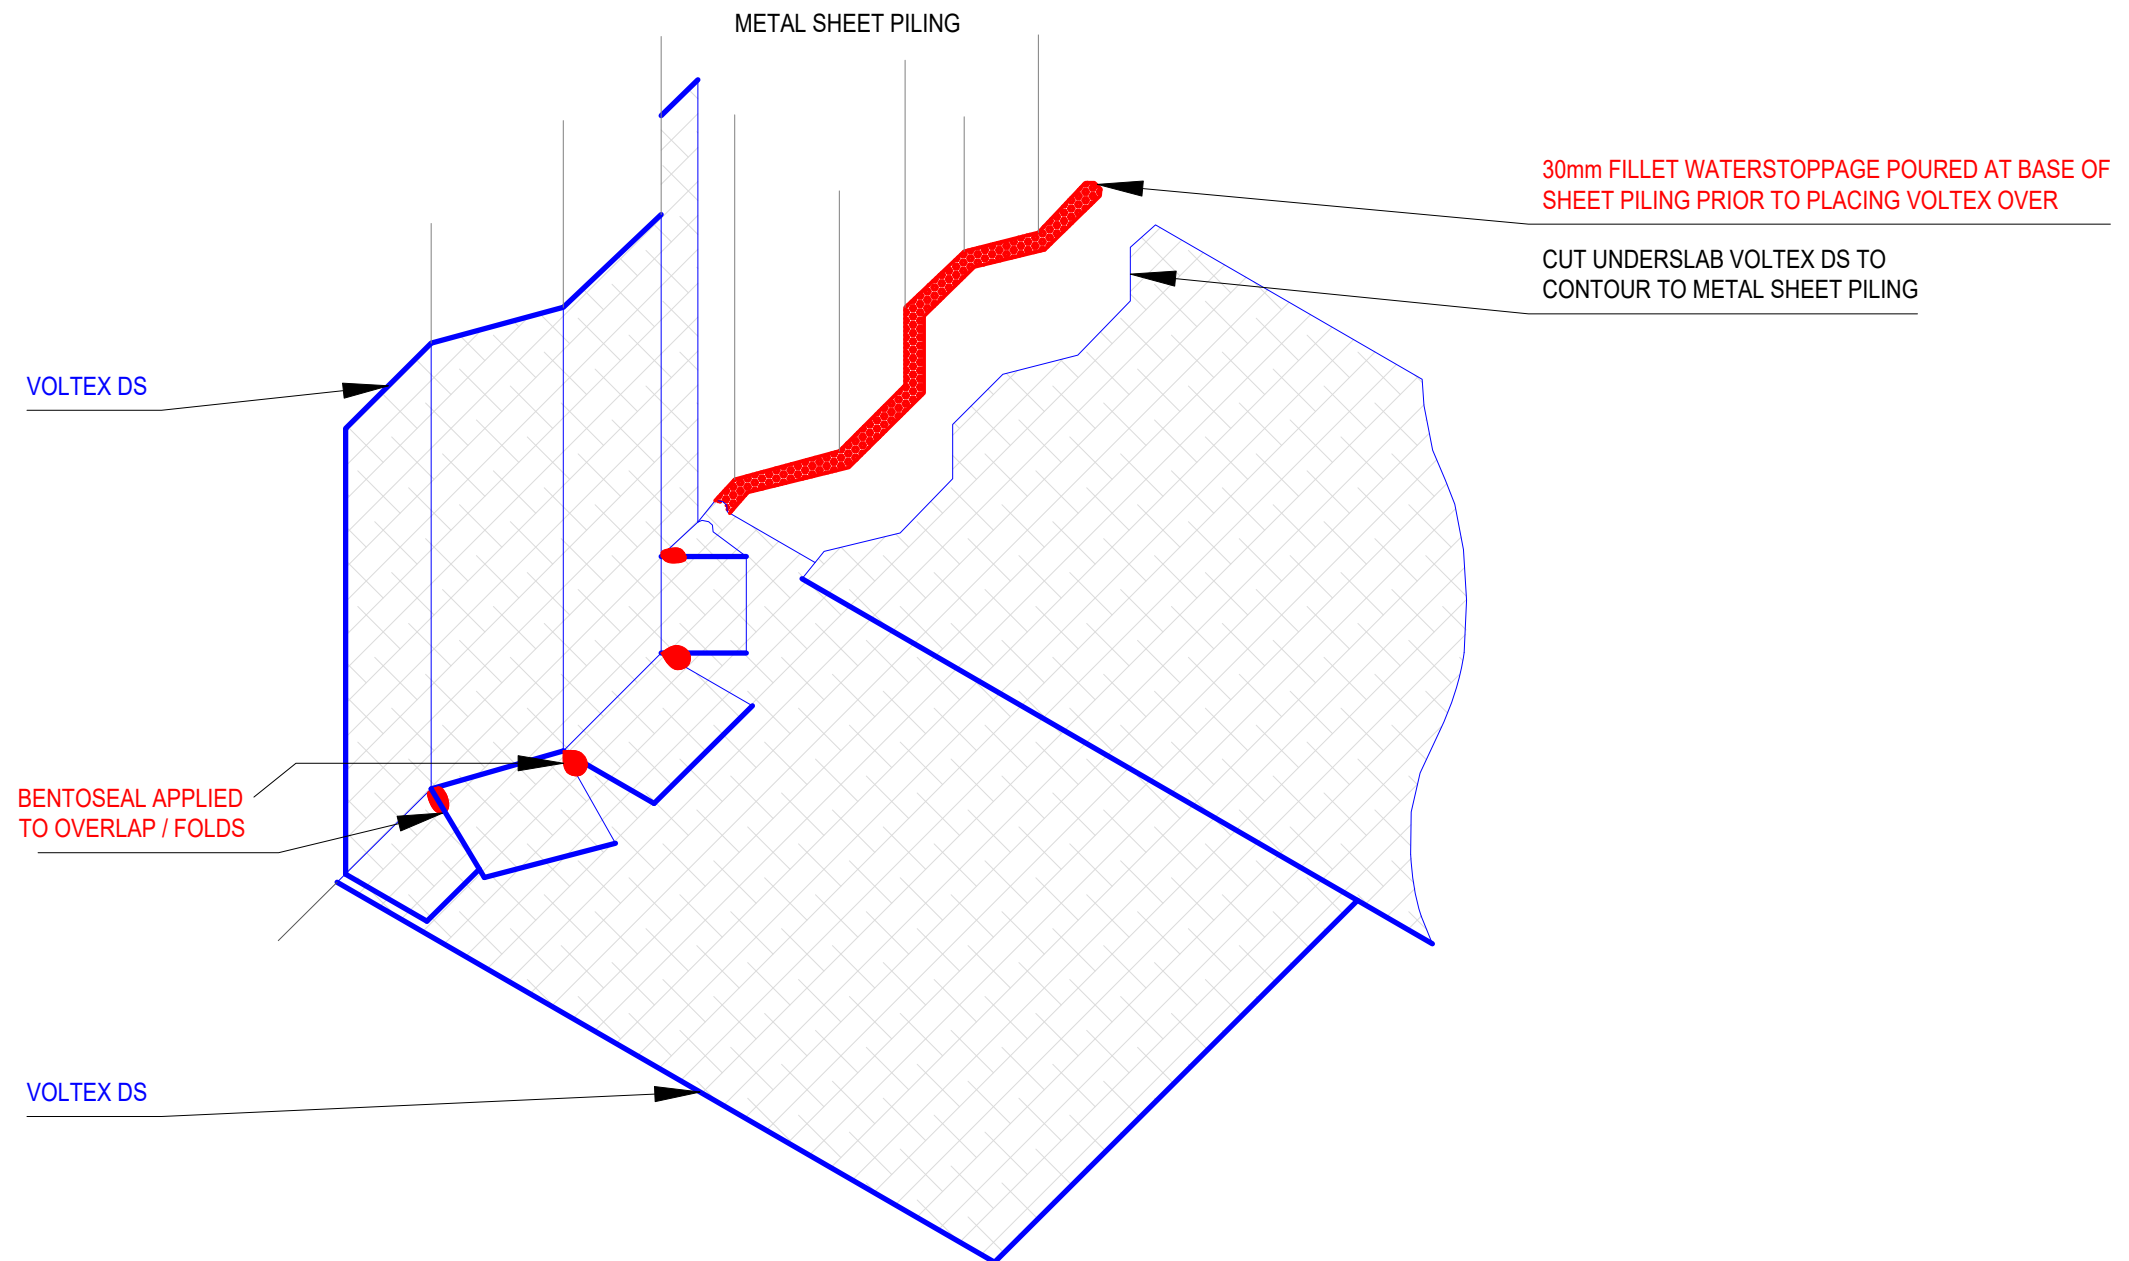 METAL SHEET PILING
30mm FILLET WATERSTOPPAGE POURED AT BASE OF
SHEET PILING PRIOR TO PLACING VOLTEX OVER
CUT UNDERSLAB VOLTEX DS TO
CONTOUR TO METAL SHEET PILING
VOLTEX DS
BENTOSEAL APPLIED
TO OVERLAP / FOLDS
VOLTEX DS